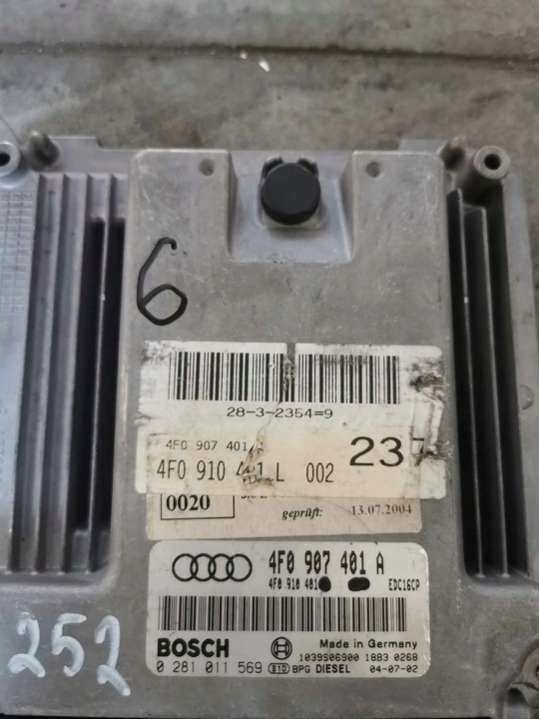 6
28-3-2354=9
4F0 907 401
4F0 910 401 L 002 237
0020
geprüft: 13.07.2004
4F0 907 401 A
4F0 910 401 EDC16CP
BOSCH Made in Germany
1039S06900 1883 0268
0 281 011 569 B10 BPG DIESEL 04-07-02
252